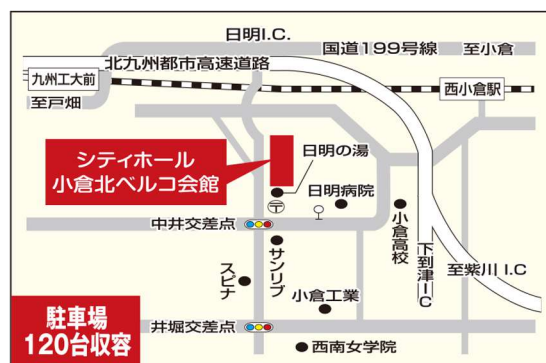 日明I.C.
国道199号線
至小倉
北九州都市高速道路
九州工大前
西小倉駅
至戸畑
シティホール
小倉北ベルコ会館
日明の湯
日明病院
〒
中井交差点
小倉高校
下到津IC
至紫川 I.C
サンリブ
スピナ
小倉工業
駐車場
120台収容
井堀交差点
西南女学院